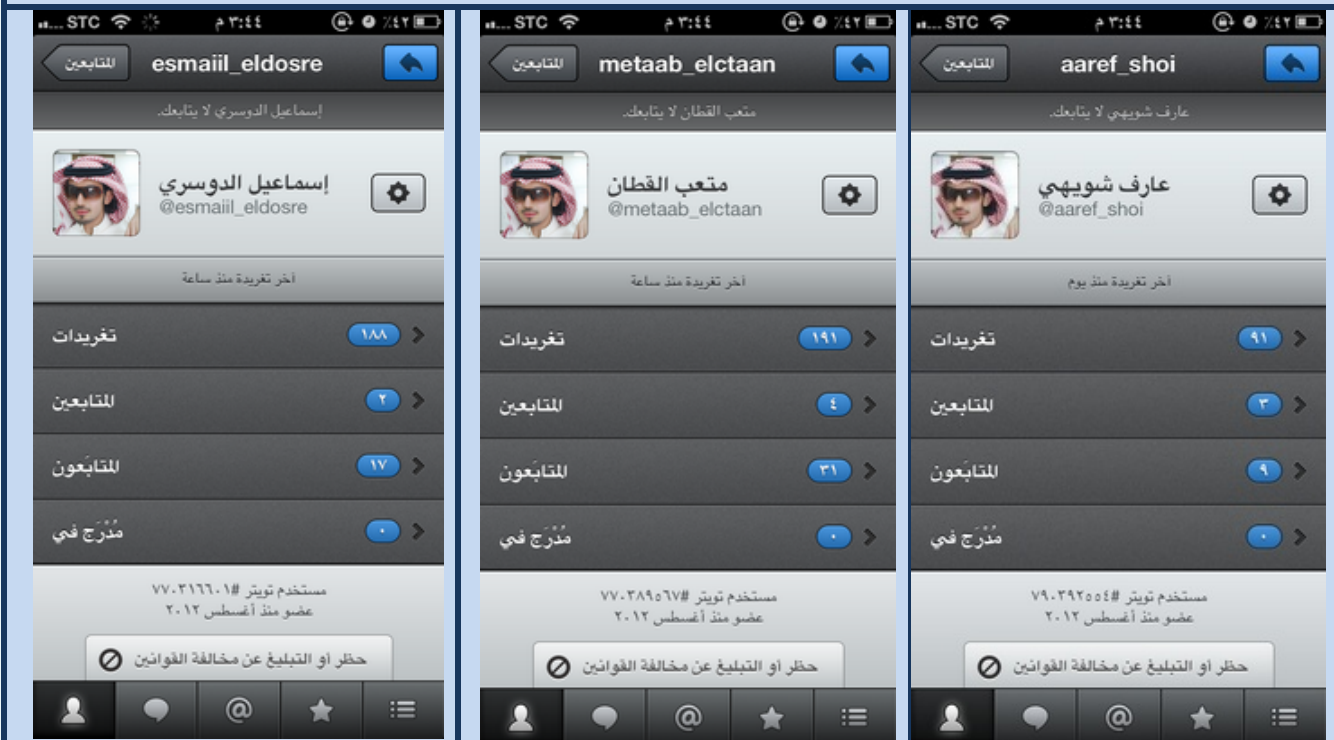 STC ٣:٤٤ م ٪٤٢
المتابعين esmaiil_eldosre
إسماعيل الدوسري لا يتابعك.
إسماعيل الدوسري
@esmaiil_eldosre
آخر تغريدة منذ ساعة
تغريدات ١٨٨
المتابعين ٢
المتابَعون ١٧
مُدْرَج في ٠
مستخدم تويتر #٧٧٠٣١٦٦٠١
عضو منذ أغسطس ٢٠١٢
حظر أو التبليغ عن مخالفة القوانين
STC ٣:٤٤ م ٪٤٢
المتابعين metaab_elctaan
متعب القطان لا يتابعك.
متعب القطان
@metaab_elctaan
آخر تغريدة منذ ساعة
تغريدات ١٩١
المتابعين ٤
المتابَعون ٣١
مُدْرَج في ٠
مستخدم تويتر #٧٧٠٣٨٩٥٦٧
عضو منذ أغسطس ٢٠١٢
حظر أو التبليغ عن مخالفة القوانين
STC ٣:٤٤ م ٪٤٢
المتابعين aaref_shoi
عارف شويهي لا يتابعك.
عارف شويهي
@aaref_shoi
آخر تغريدة منذ يوم
تغريدات ٩١
المتابعين ٣
المتابَعون ٩
مُدْرَج في ٠
مستخدم تويتر #٧٩٠٣٩٢٥٥٤
عضو منذ أغسطس ٢٠١٢
حظر أو التبليغ عن مخالفة القوانين